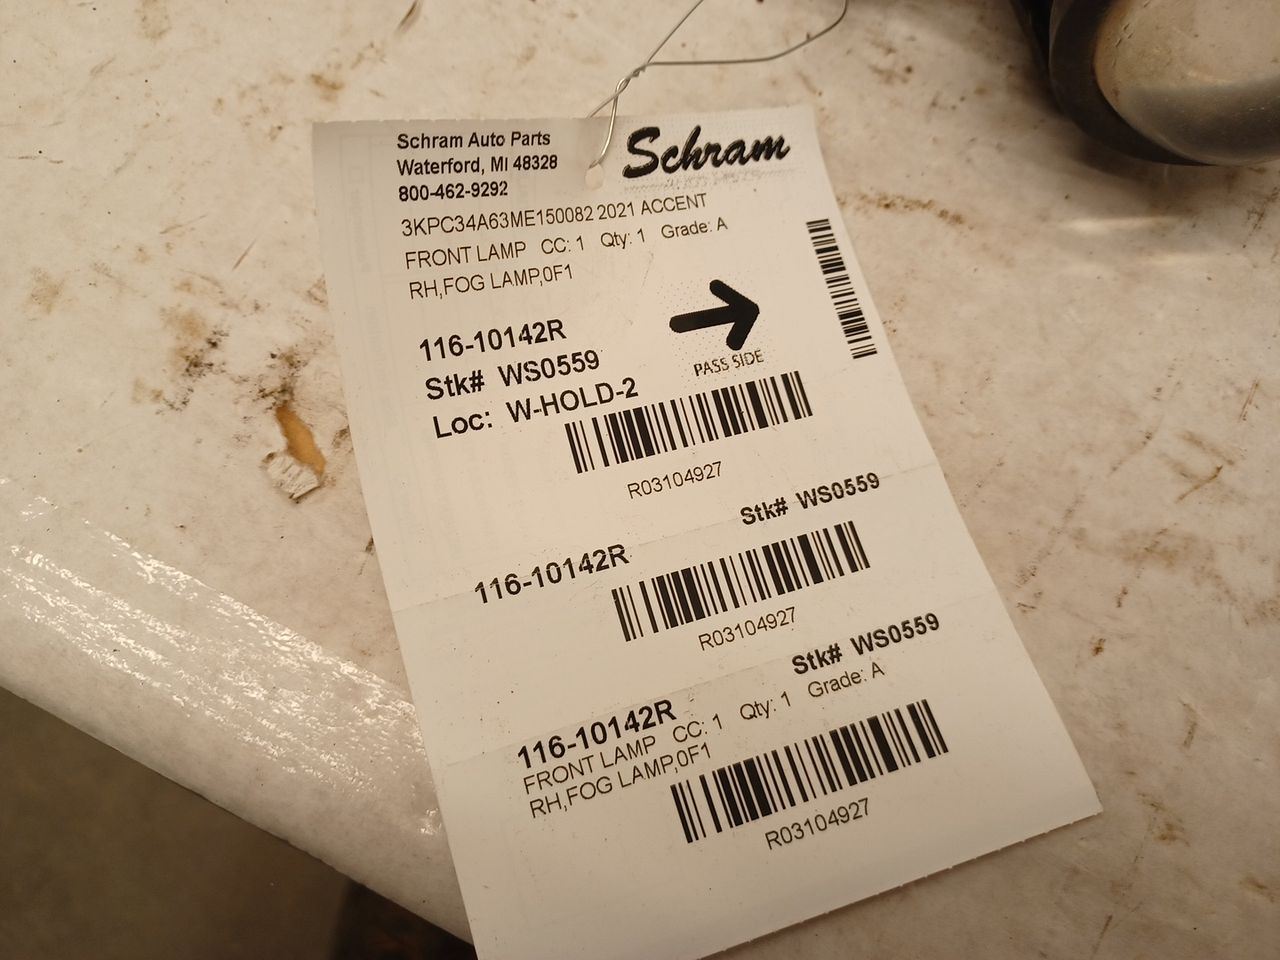 Schram Auto Parts
Waterford, MI 48328
800-462-9292
Schram
3KPC34A63ME150082 2021 ACCENT
FRONT LAMP CC: 1 Qty: 1 Grade: A
RH,FOG LAMP,0F1
116-10142R
Stk# WS0559
Loc: W-HOLD-2
PASS SIDE
R03104927
Stk# WS0559
116-10142R
R03104927
Stk# WS0559
116-10142R
FRONT LAMP CC: 1 Qty: 1 Grade: A
RH,FOG LAMP,0F1
R03104927